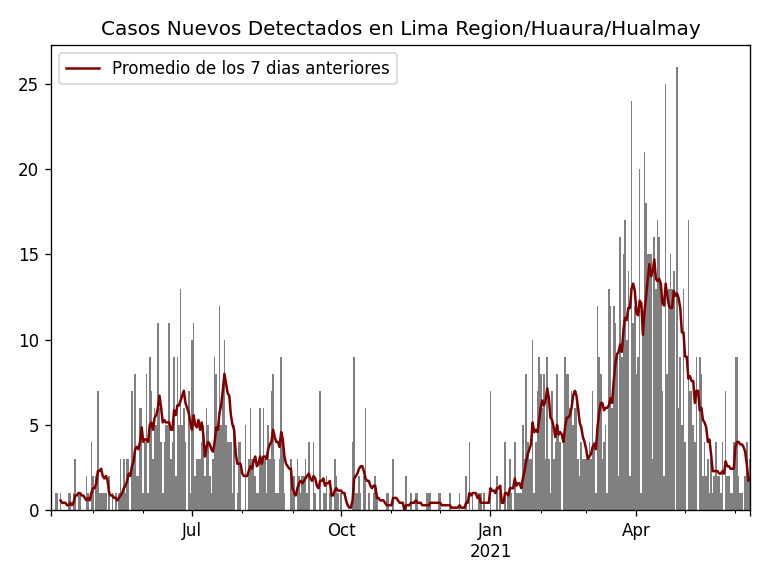 Casos Nuevos Detectados en Lima Region/Huaura/Hualmay
Promedio de los 7 dias anteriores
25
20
15
10
5
0
Jul
Oct
Jan
2021
Apr